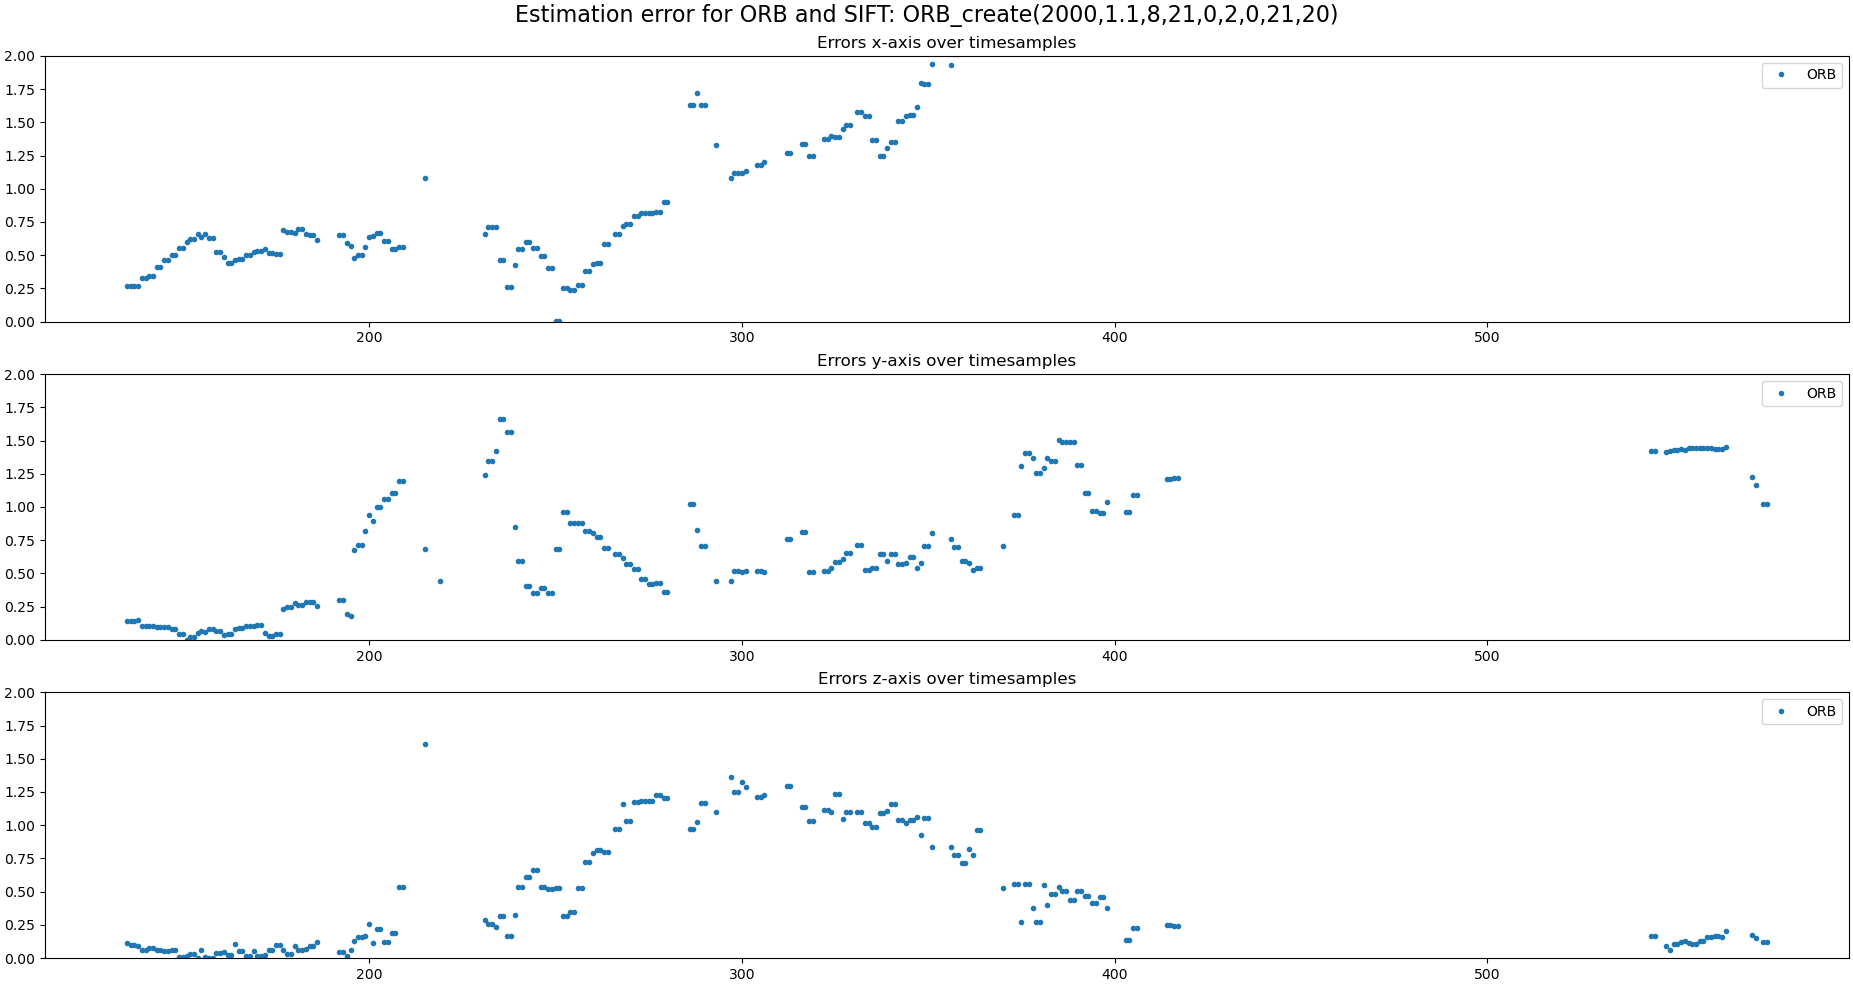 Estimation error for ORB and SIFT: ORB_create(2000,1.1,8,21,0,2,0,21,20)
Errors x-axis over timesamples
2.00
1.75
1.50
1.25
1.00
0.75
0.50
0.25
0.00
ORB
200 300 400 500
Errors y-axis over timesamples
2.00
1.75
1.50
1.25
1.00
0.75
0.50
0.25
0.00
ORB
200 300 400 500
Errors z-axis over timesamples
2.00
1.75
1.50
1.25
1.00
0.75
0.50
0.25
0.00
ORB
200 300 400 500